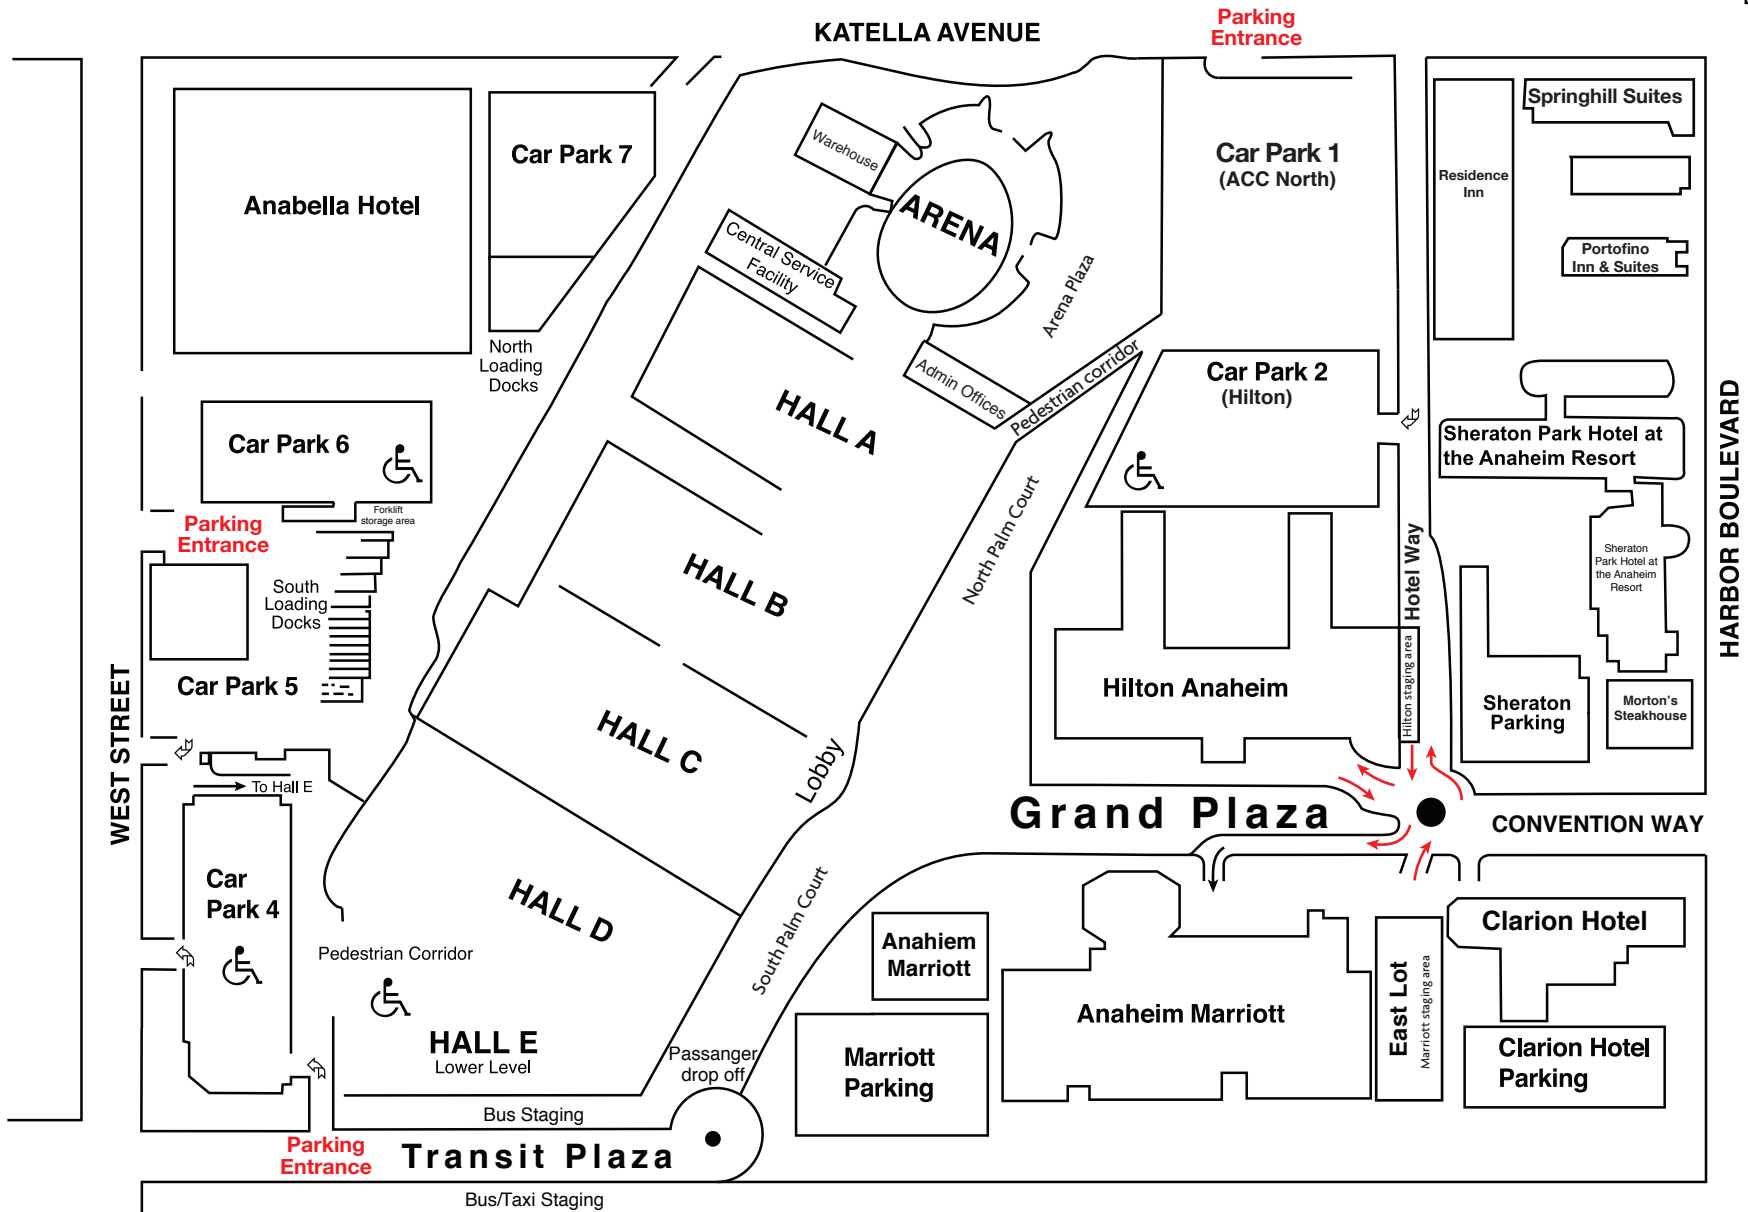 KATELLA AVENUE
Parking
Entrance
Springhill Suites
Car Park 7
Warehouse
Car Park 1
(ACC North)
Residence
Inn
Anabella Hotel
ARENA
Central Service
Facility
Portofino
Inn & Suites
Arena Plaza
North
Loading
Docks
Admin Offices
Pedestrian corridor
Car Park 2
(Hilton)
HALL A
Sheraton Park Hotel at
the Anaheim Resort
HARBOR BOULEVARD
Car Park 6
Forklift
storage area
Parking
Entrance
North Palm Court
Hotel Way
Sheraton
Park Hotel at
the Anaheim
Resort
HALL B
South
Loading
Docks
Car Park 5
WEST STREET
Hilton Anaheim
Hilton staging area
Sheraton
Parking
Morton's
Steakhouse
HALL C
Lobby
To Hall E
Grand Plaza
CONVENTION WAY
Car
Park 4
HALL D
South Palm Court
Pedestrian Corridor
Anahiem
Marriott
Clarion Hotel
East Lot
Marriott staging area
Anaheim Marriott
HALL E
Lower Level
Passanger
drop off
Marriott
Parking
Clarion Hotel
Parking
Bus Staging
Parking
Entrance
Transit Plaza
Bus/Taxi Staging